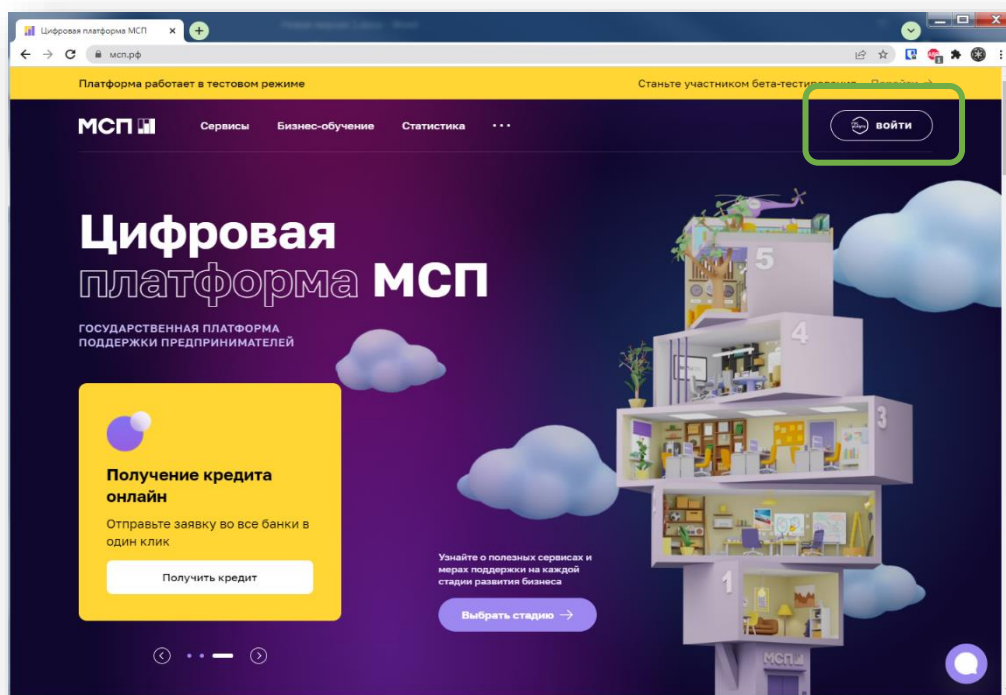 Цифровая платформа МСП
мсп.рф
Платформа работает в тестовом режиме
Станьте участником бета-тестирования Перейти →
МСП Сервисы Бизнес-обучение Статистика ···
войти
Цифровая
платформа МСП
ГОСУДАРСТВЕННАЯ ПЛАТФОРМА
ПОДДЕРЖКИ ПРЕДПРИНИМАТЕЛЕЙ
Получение кредита
онлайн
Отправьте заявку во все банки в
один клик
Получить кредит
Узнайте о полезных сервисах и
мерах поддержки на каждой
стадии развития бизнеса
Выбрать стадию →
5
4
3
1
МСП